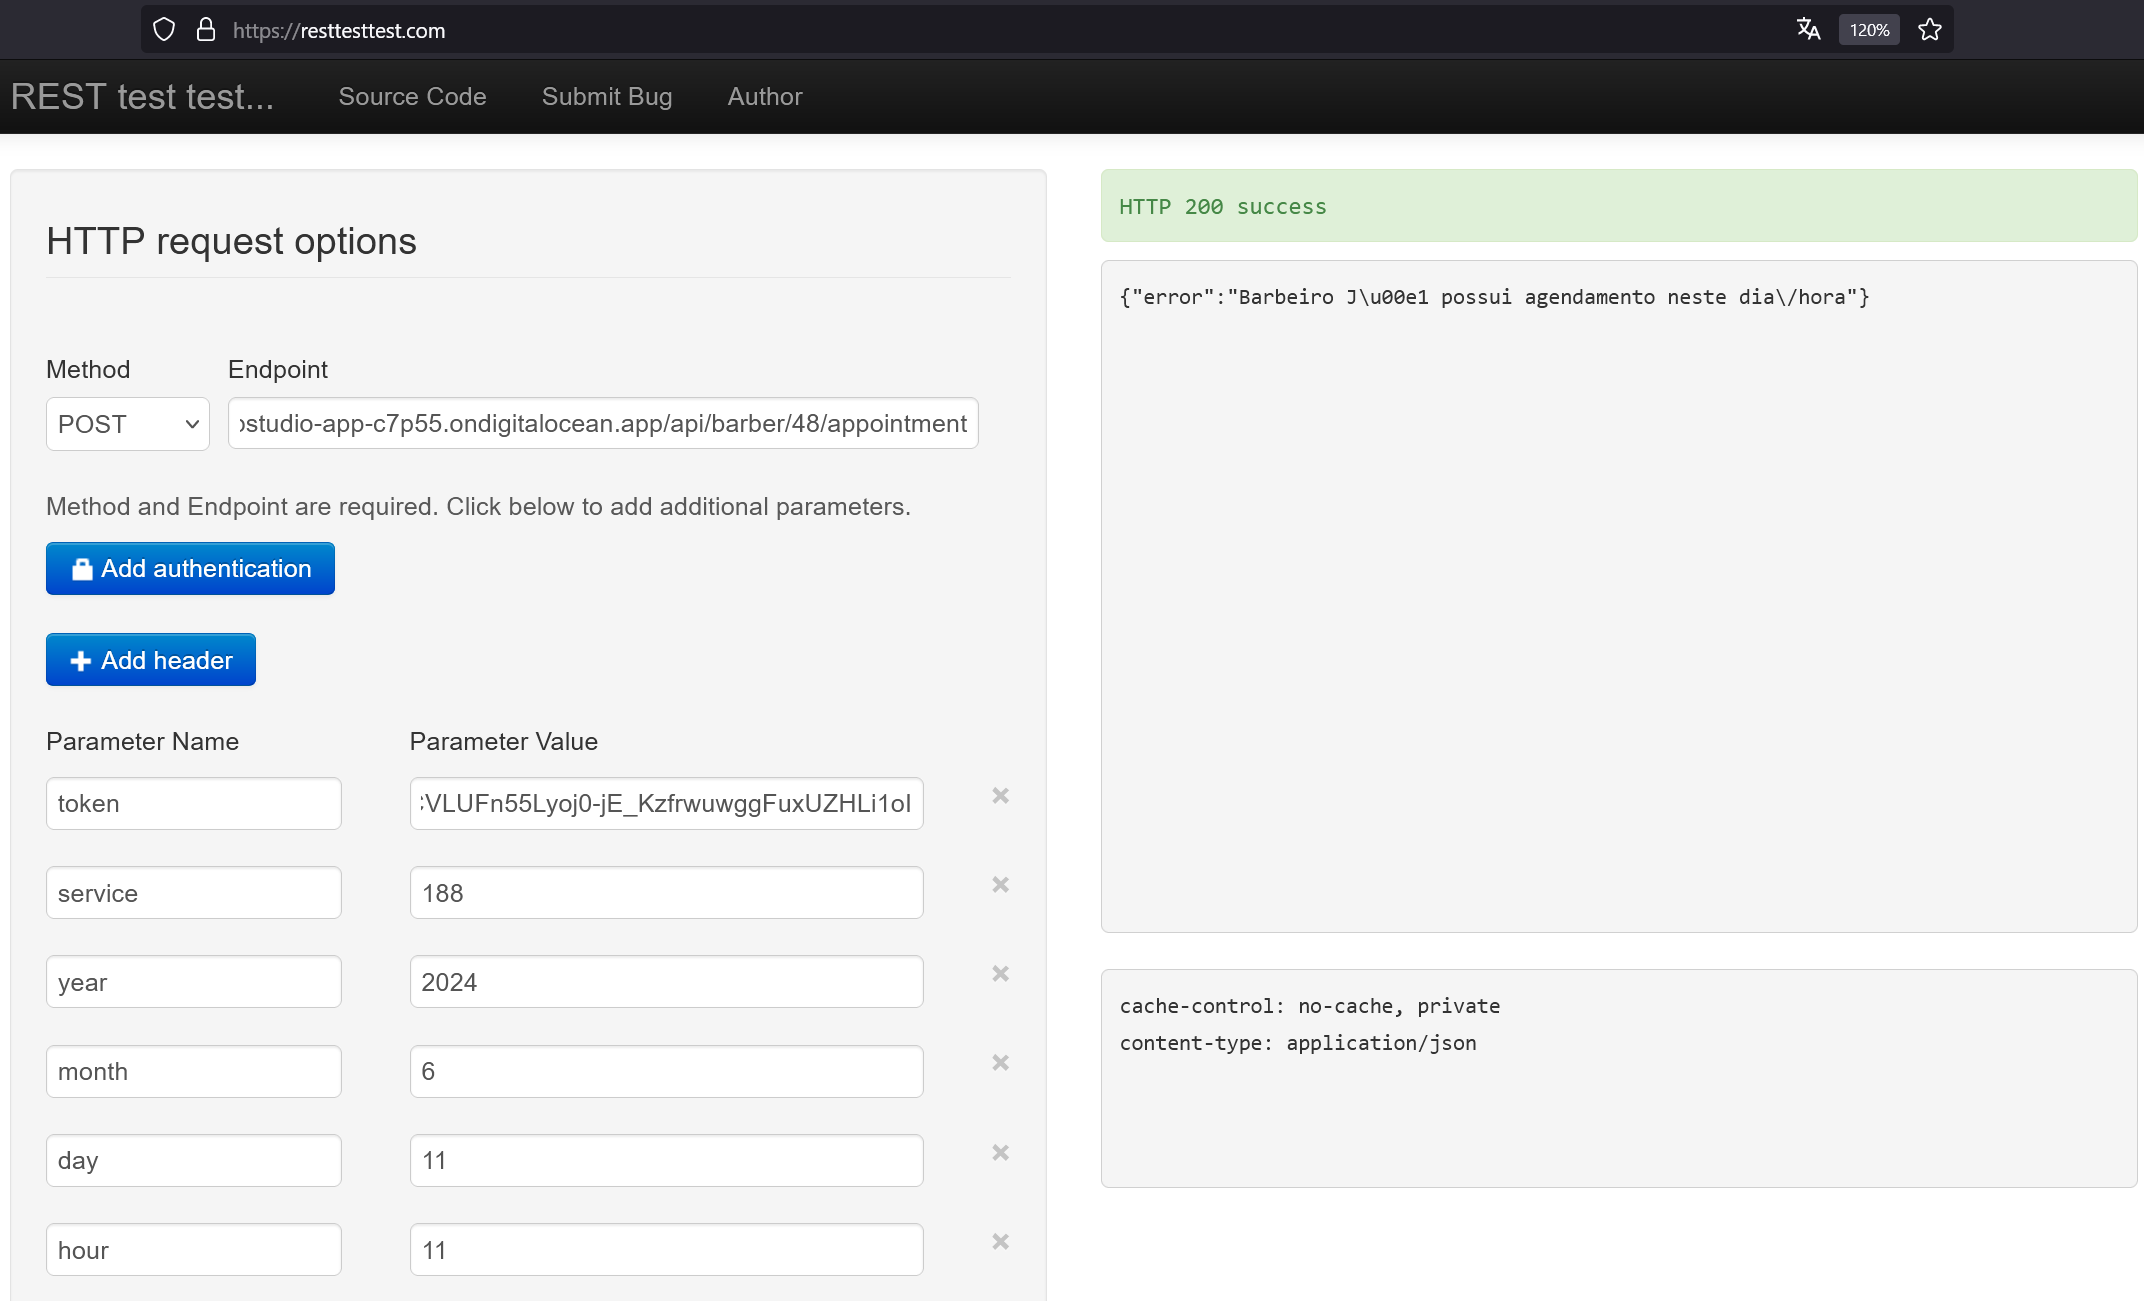 https://resttesttest.com
120%
REST test test...
Source Code
Submit Bug
Author
HTTP request options
Method
Endpoint
POST
studio-app-c7p55.ondigitalocean.app/api/barber/48/appointment
Method and Endpoint are required. Click below to add additional parameters.
Add authentication
Add header
Parameter Name
Parameter Value
token
VLUFn55Lyoj0-jE_KzfrwuwggFuxUZHLi1oI
service
188
year
2024
month
6
day
11
hour
11
HTTP 200 success
{"error":"Barbeiro J\u00e1 possui agendamento neste dia\/hora"}
cache-control: no-cache, private
content-type: application/json